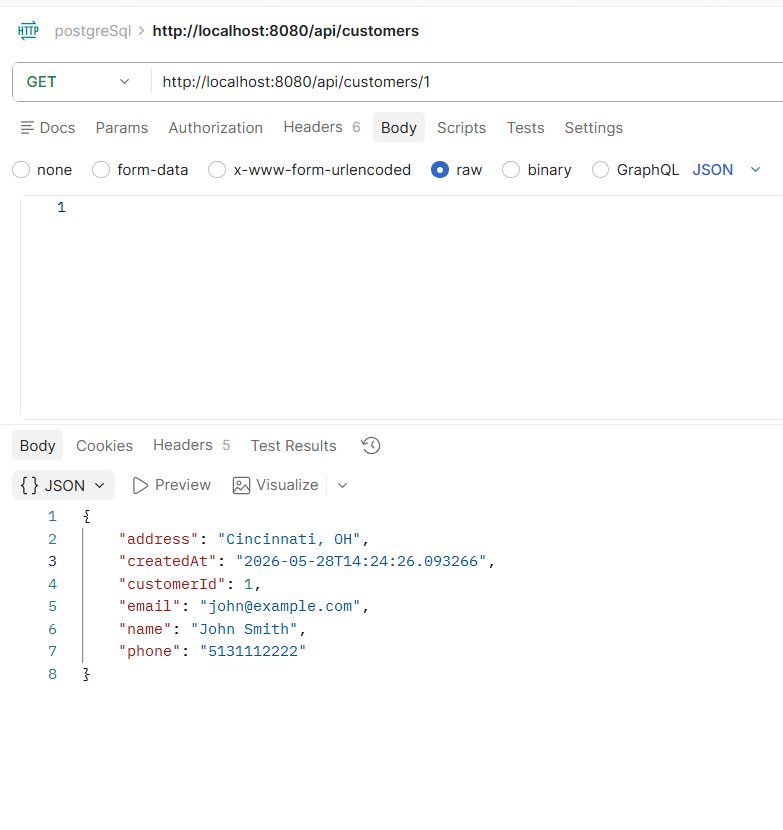 HTTP postgreSql > http://localhost:8080/api/customers
GET http://localhost:8080/api/customers/1
Docs Params Authorization Headers 6 Body Scripts Tests Settings
none form-data x-www-form-urlencoded raw binary GraphQL JSON
1
Body Cookies Headers 5 Test Results
{} JSON Preview Visualize
1 {
2 "address": "Cincinnati, OH",
3 "createdAt": "2026-05-28T14:24:26.093266",
4 "customerId": 1,
5 "email": "john@example.com",
6 "name": "John Smith",
7 "phone": "5131112222"
8 }